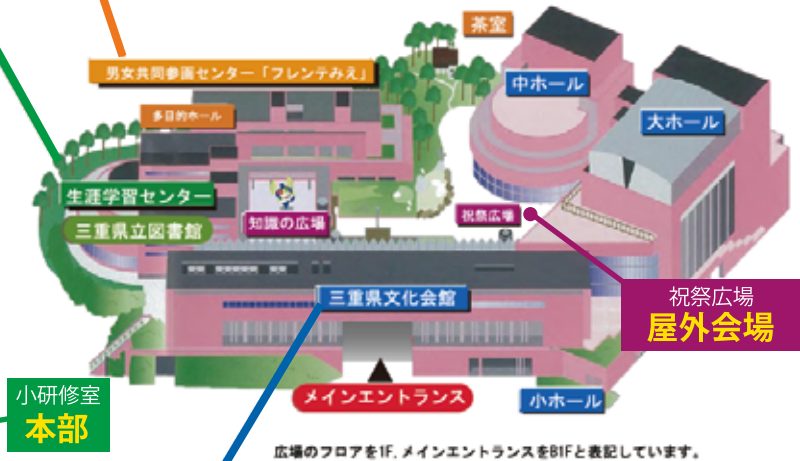 茶室
男女共同参画センター「フレンテみえ」
中ホール
多目的ホール
大ホール
生涯学習センター
知識の広場
祝祭広場
三重県立図書館
三重県文化会館
祝祭広場
屋外会場
小研修室
本部
メインエントランス
小ホール
広場のフロアを1F, メインエントランスをB1Fと表記しています。